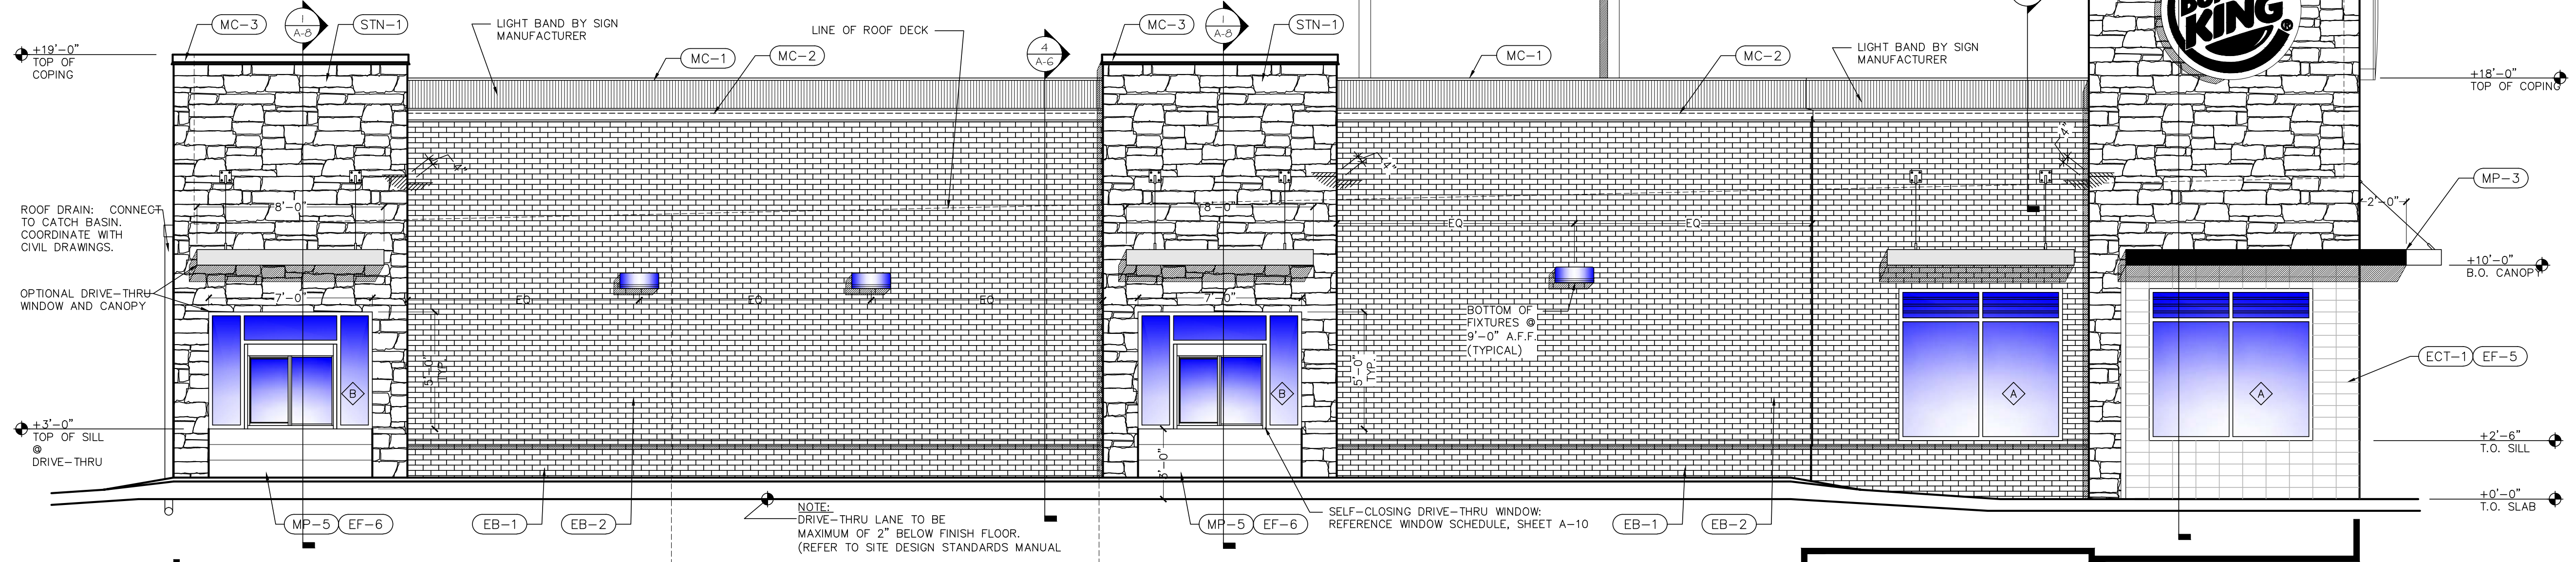 MC-3
1
A-8
STN-1
LIGHT BAND BY SIGN
MANUFACTURER
LINE OF ROOF DECK
MC-3
1
A-8
STN-1
KING
®
+19'-0"
TOP OF
COPING
MC-1
MC-2
4
A-6
MC-1
MC-2
LIGHT BAND BY SIGN
MANUFACTURER
+18'-0"
TOP OF COPING
4"
4"
4"
MP-3
ROOF DRAIN: CONNECT
TO CATCH BASIN.
COORDINATE WITH
CIVIL DRAWINGS.
8'-0"
8'-0"
2'-0"
EQ
EQ
+10'-0"
B.O. CANOPY
OPTIONAL DRIVE-THRU
WINDOW AND CANOPY
7'-0"
EQ
EQ
EQ
7'-0"
BOTTOM OF
FIXTURES @
9'-0" A.F.F.
(TYPICAL)
5'-0"
TYP.
5'-0"
TYP.
ECT-1
EF-5
B
B
A
A
+3'-0"
TOP OF SILL
@
DRIVE-THRU
3'-0"
+2'-6"
T.O. SILL
+0'-0"
T.O. SLAB
MP-5
EF-6
EB-1
EB-2
NOTE:
DRIVE-THRU LANE TO BE
MAXIMUM OF 2" BELOW FINISH FLOOR.
(REFER TO SITE DESIGN STANDARDS MANUAL
MP-5
EF-6
SELF-CLOSING DRIVE-THRU WINDOW:
REFERENCE WINDOW SCHEDULE, SHEET A-10
EB-1
EB-2